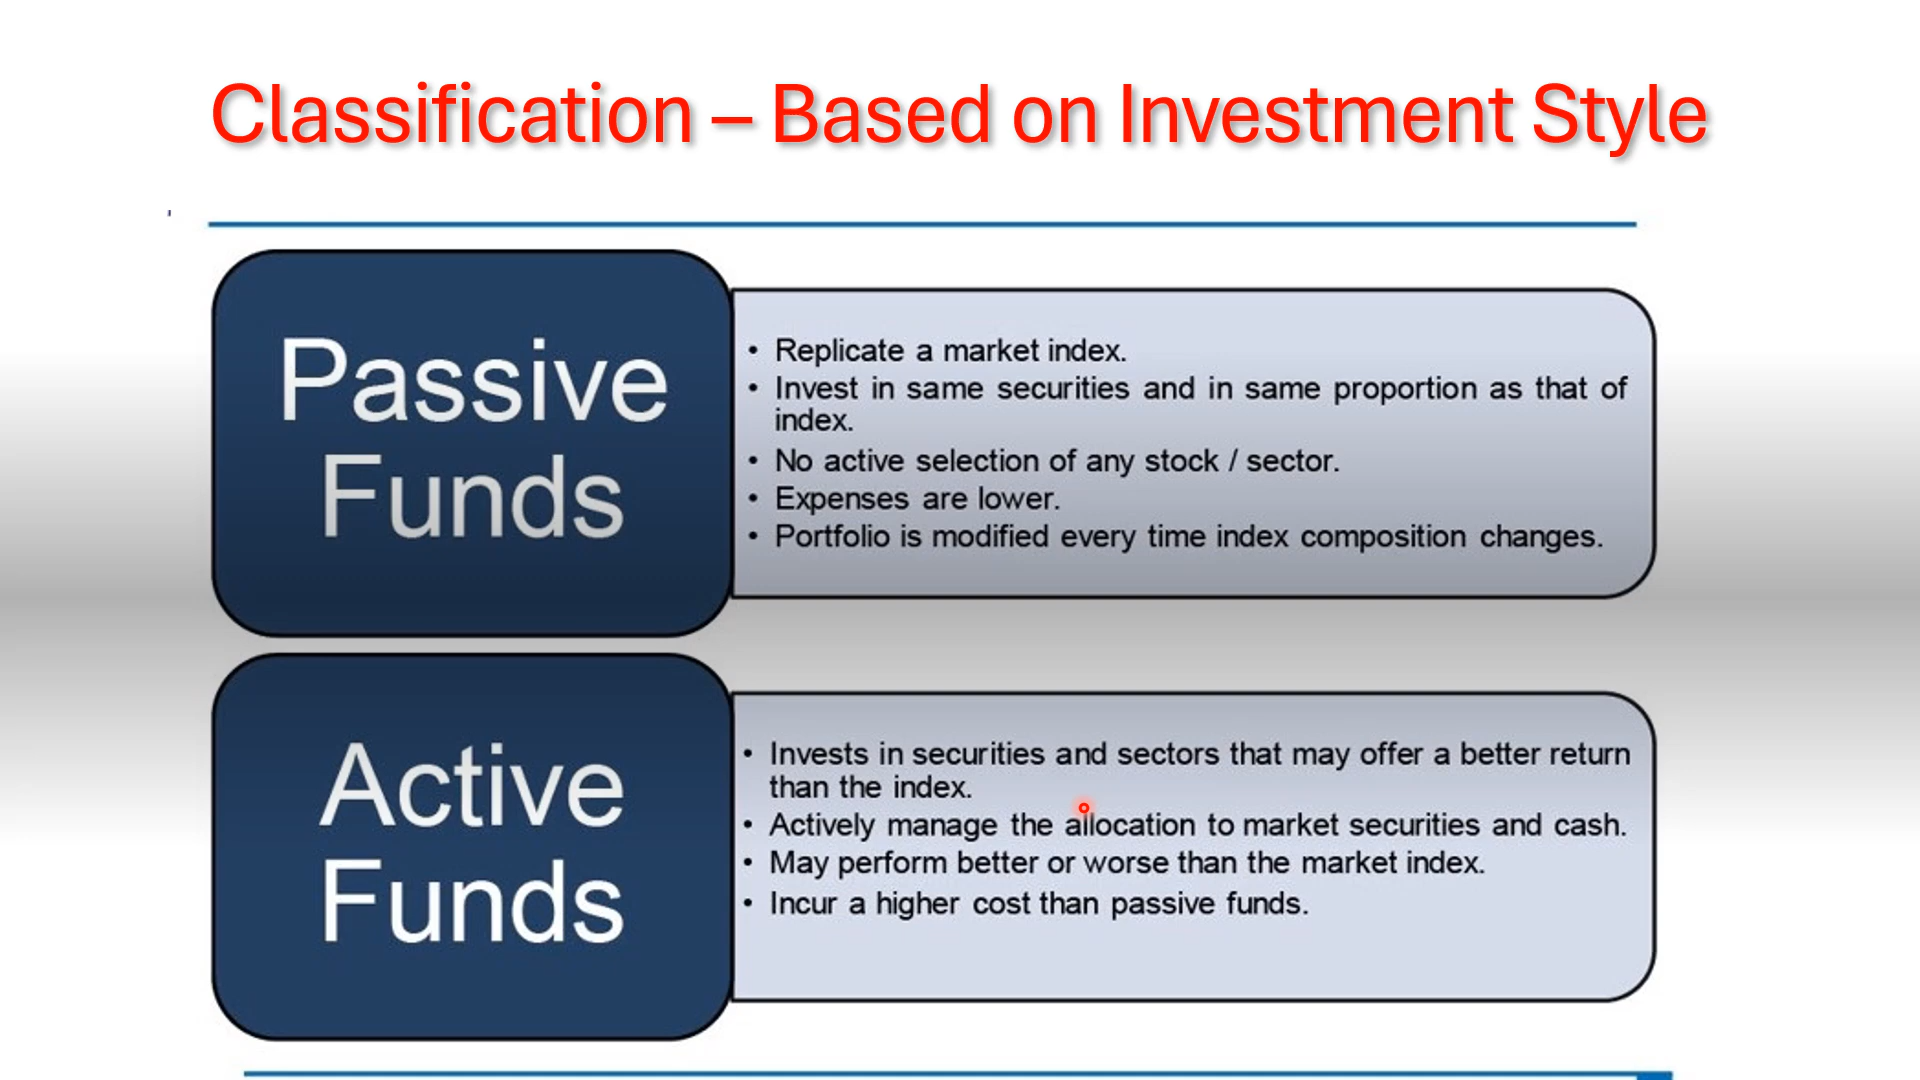 Classification – Based on Investment Style
Passive
Funds
• Replicate a market index.
• Invest in same securities and in same proportion as that of
index.
• No active selection of any stock / sector.
• Expenses are lower.
• Portfolio is modified every time index composition changes.
Active
Funds
• Invests in securities and sectors that may offer a better return
than the index.
• Actively manage the allocation to market securities and cash.
• May perform better or worse than the market index.
• Incur a higher cost than passive funds.